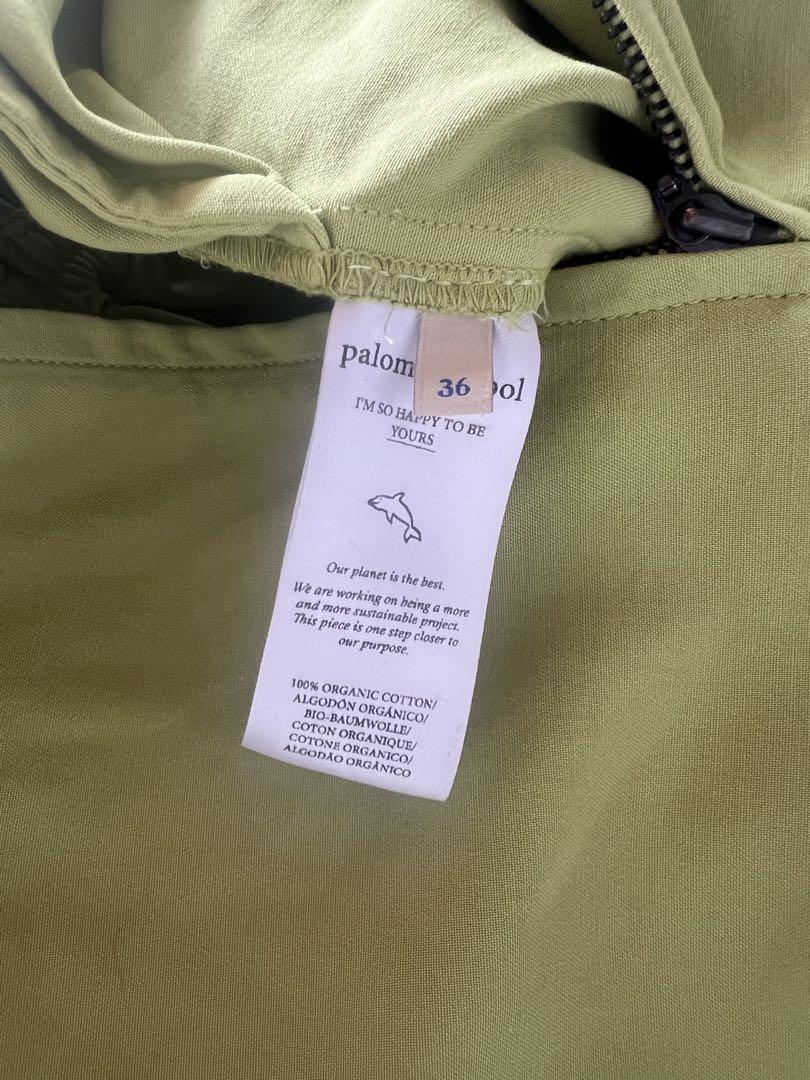 palom
36
ol
I'M SO HAPPY TO BE
YOURS
Our planet is the best.
We are working on being a more
and more sustainable project.
This piece is one step closer to
our purpose.
100% ORGANIC COTTON/
ALGODÓN ORGÁNICO/
BIO-BAUMWOLLE/
COTON ORGANIQUE/
COTONE ORGANICO/
ALGODÃO ORGÂNICO